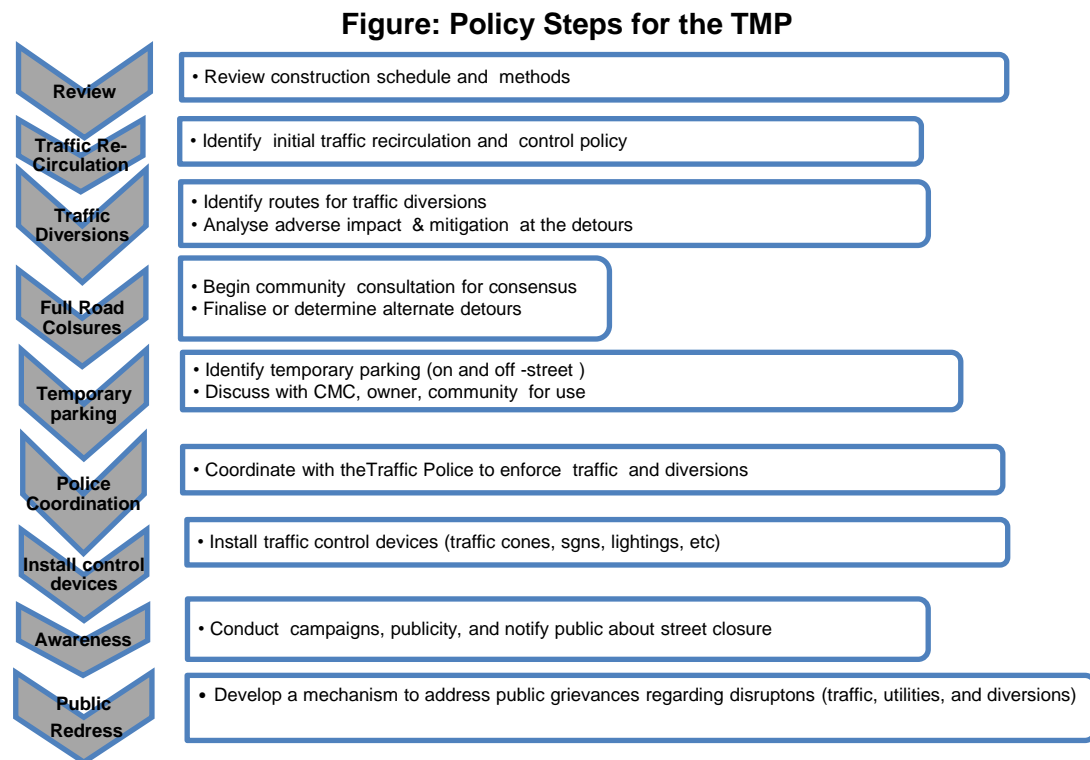 Figure: Policy Steps for the TMP
Review
• Review construction schedule and methods
Traffic Re-
Circulation
• Identify initial traffic recirculation and control policy
Traffic
Diversions
• Identify routes for traffic diversions
• Analyse adverse impact & mitigation at the detours
Full Road
Colsures
• Begin community consultation for consensus
• Finalise or determine alternate detours
Temporary
parking
• Identify temporary parking (on and off -street )
• Discuss with CMC, owner, community for use
Police
Coordination
• Coordinate with theTraffic Police to enforce traffic and diversions
Install control
devices
• Install traffic control devices (traffic cones, sgns, lightings, etc)
Awareness
• Conduct campaigns, publicity, and notify public about street closure
Public
Redress
• Develop a mechanism to address public grievances regarding disruptons (traffic, utilities, and diversions)